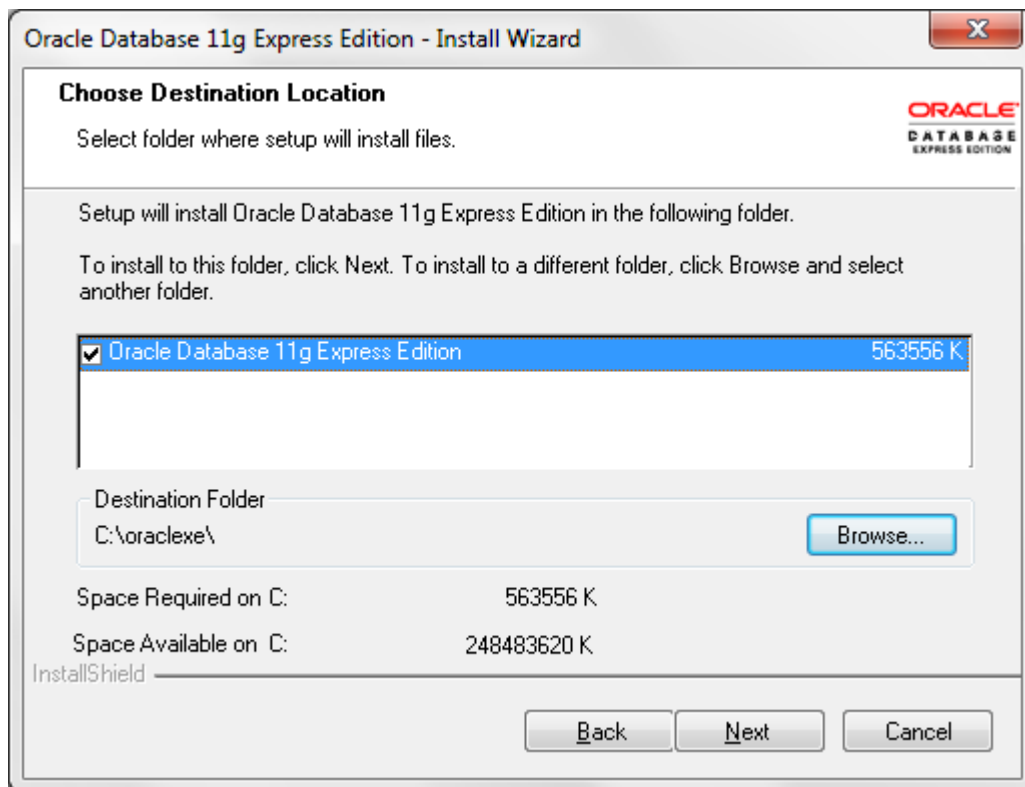 Oracle Database 11g Express Edition - Install Wizard
Choose Destination Location
Select folder where setup will install files.
ORACLE
DATABASE
EXPRESS EDITION
Setup will install Oracle Database 11g Express Edition in the following folder.
To install to this folder, click Next. To install to a different folder, click Browse and select
another folder.
Oracle Database 11g Express Edition 563556 K
Destination Folder
C:\oraclexe\
Browse...
Space Required on C: 563556 K
Space Available on C: 248483620 K
InstallShield
Back Next Cancel